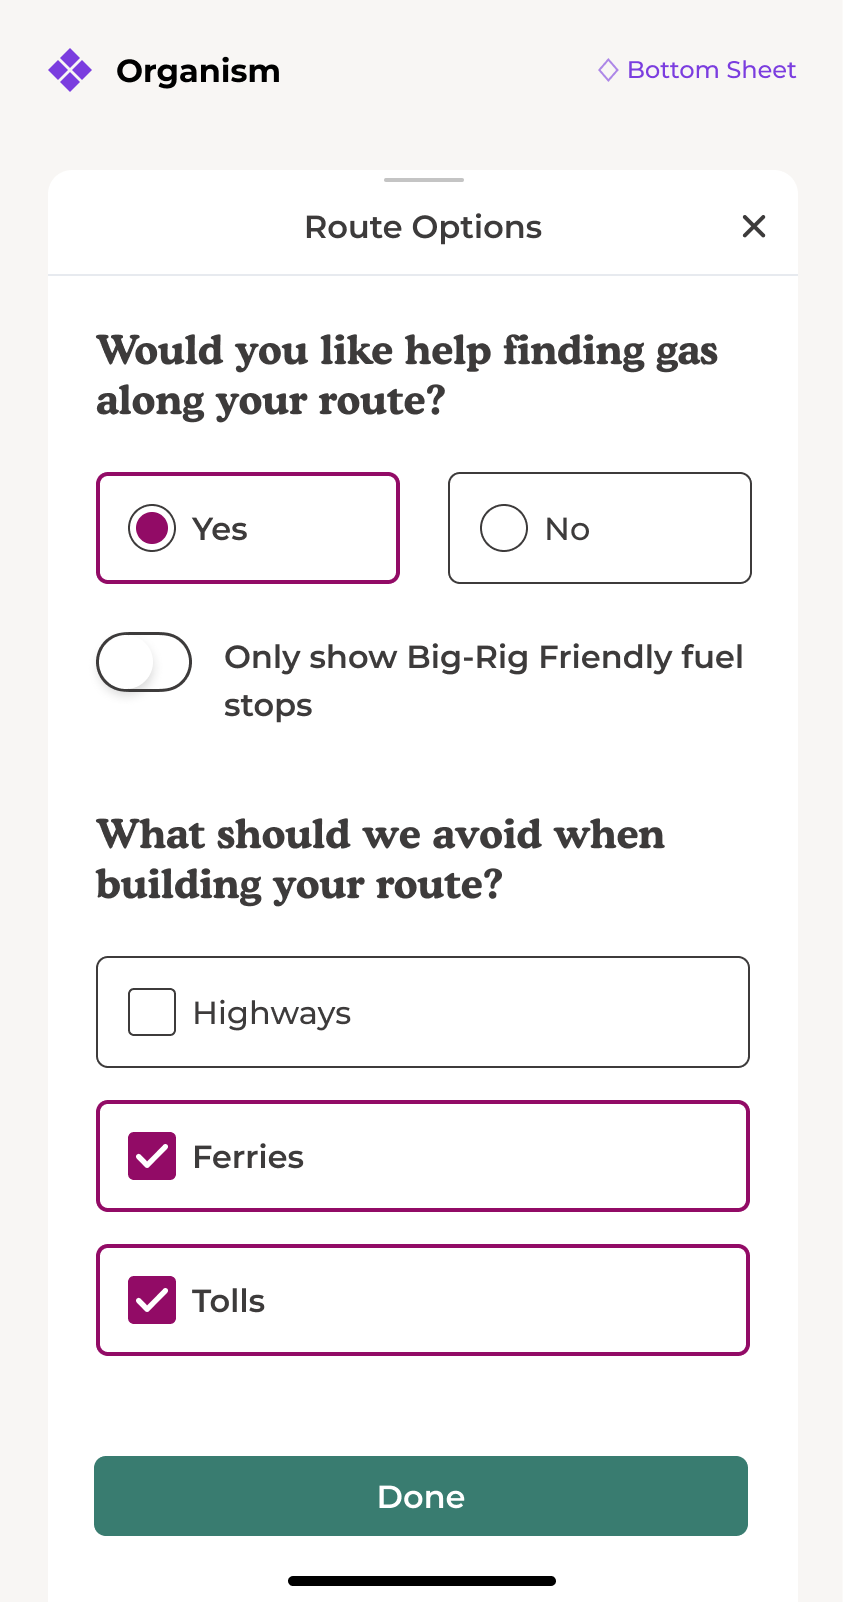 Organism
Bottom Sheet
Route Options
Would you like help finding gas
along your route?
Yes
No
Only show Big-Rig Friendly fuel
stops
What should we avoid when
building your route?
Highways
Ferries
Tolls
Done